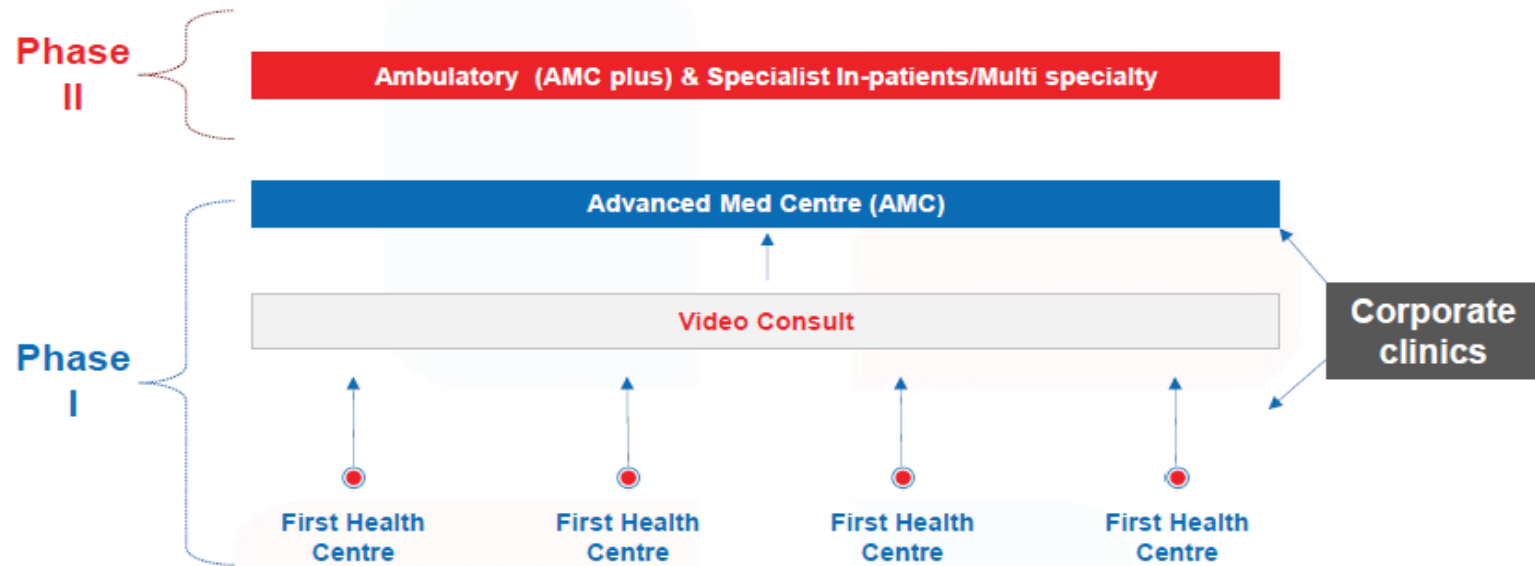 Phase
II
Ambulatory (AMC plus) & Specialist In-patients/Multi specialty
Advanced Med Centre (AMC)
Video Consult
Corporate
clinics
Phase
I
First Health
Centre
First Health
Centre
First Health
Centre
First Health
Centre